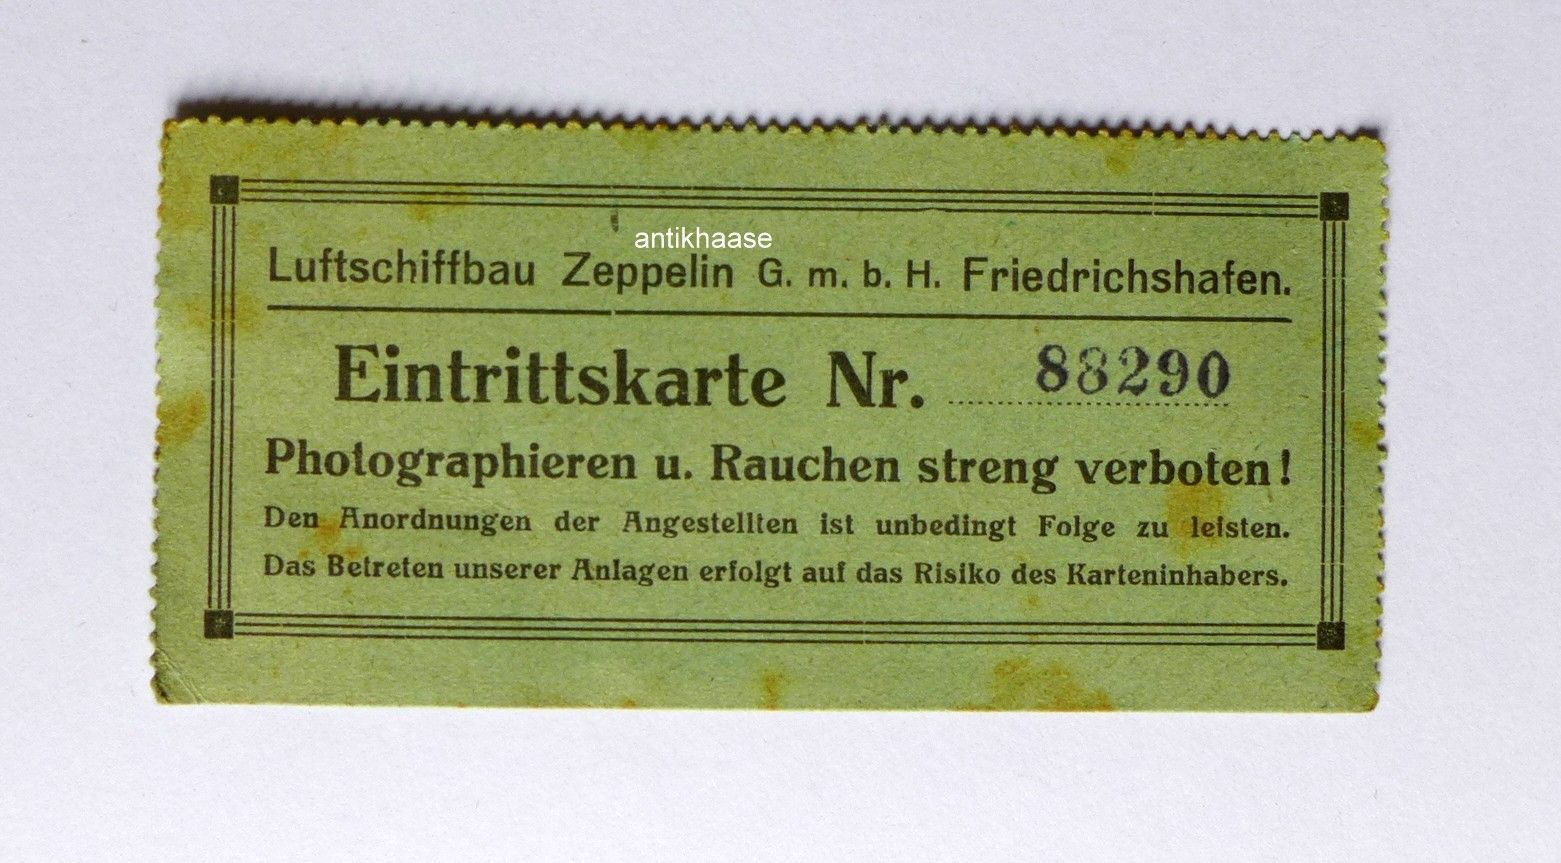 antikhaase
Luftschiffbau Zeppelin G. m. b. H. Friedrichshafen.
Eintrittskarte Nr. 88290
Photographieren u. Rauchen streng verboten!
Den Anordnungen der Angestellten ist unbedingt Folge zu leisten.
Das Betreten unserer Anlagen erfolgt auf das Risiko des Karteninhabers.